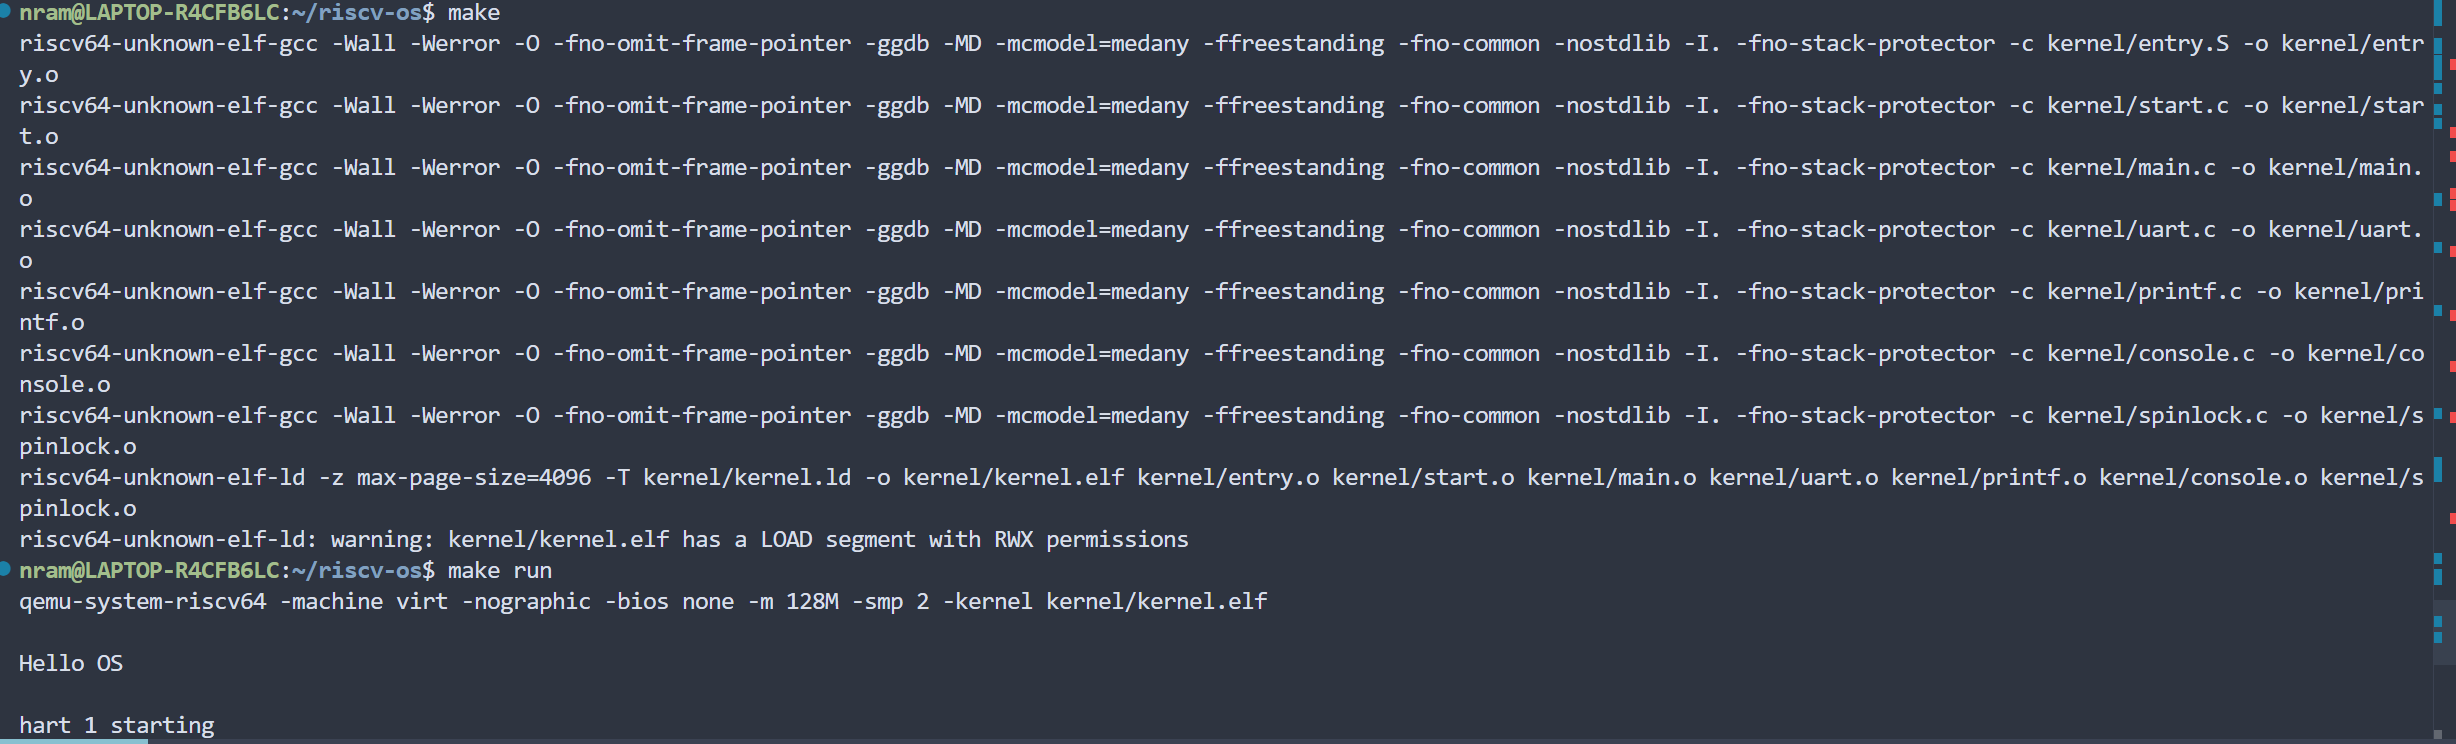 nram@LAPTOP-R4CFB6LC:~/riscv-os$ make
riscv64-unknown-elf-gcc -Wall -Werror -O -fno-omit-frame-pointer -ggdb -MD -mcmodel=medany -ffreestanding -fno-common -nostdlib -I. -fno-stack-protector -c kernel/entry.S -o kernel/entr
y.o
riscv64-unknown-elf-gcc -Wall -Werror -O -fno-omit-frame-pointer -ggdb -MD -mcmodel=medany -ffreestanding -fno-common -nostdlib -I. -fno-stack-protector -c kernel/start.c -o kernel/star
t.o
riscv64-unknown-elf-gcc -Wall -Werror -O -fno-omit-frame-pointer -ggdb -MD -mcmodel=medany -ffreestanding -fno-common -nostdlib -I. -fno-stack-protector -c kernel/main.c -o kernel/main.
o
riscv64-unknown-elf-gcc -Wall -Werror -O -fno-omit-frame-pointer -ggdb -MD -mcmodel=medany -ffreestanding -fno-common -nostdlib -I. -fno-stack-protector -c kernel/uart.c -o kernel/uart.
o
riscv64-unknown-elf-gcc -Wall -Werror -O -fno-omit-frame-pointer -ggdb -MD -mcmodel=medany -ffreestanding -fno-common -nostdlib -I. -fno-stack-protector -c kernel/printf.c -o kernel/pri
ntf.o
riscv64-unknown-elf-gcc -Wall -Werror -O -fno-omit-frame-pointer -ggdb -MD -mcmodel=medany -ffreestanding -fno-common -nostdlib -I. -fno-stack-protector -c kernel/console.c -o kernel/co
nsole.o
riscv64-unknown-elf-gcc -Wall -Werror -O -fno-omit-frame-pointer -ggdb -MD -mcmodel=medany -ffreestanding -fno-common -nostdlib -I. -fno-stack-protector -c kernel/spinlock.c -o kernel/s
pinlock.o
riscv64-unknown-elf-ld -z max-page-size=4096 -T kernel/kernel.ld -o kernel/kernel.elf kernel/entry.o kernel/start.o kernel/main.o kernel/uart.o kernel/printf.o kernel/console.o kernel/s
pinlock.o
riscv64-unknown-elf-ld: warning: kernel/kernel.elf has a LOAD segment with RWX permissions
nram@LAPTOP-R4CFB6LC:~/riscv-os$ make run
qemu-system-riscv64 -machine virt -nographic -bios none -m 128M -smp 2 -kernel kernel/kernel.elf
Hello OS
hart 1 starting